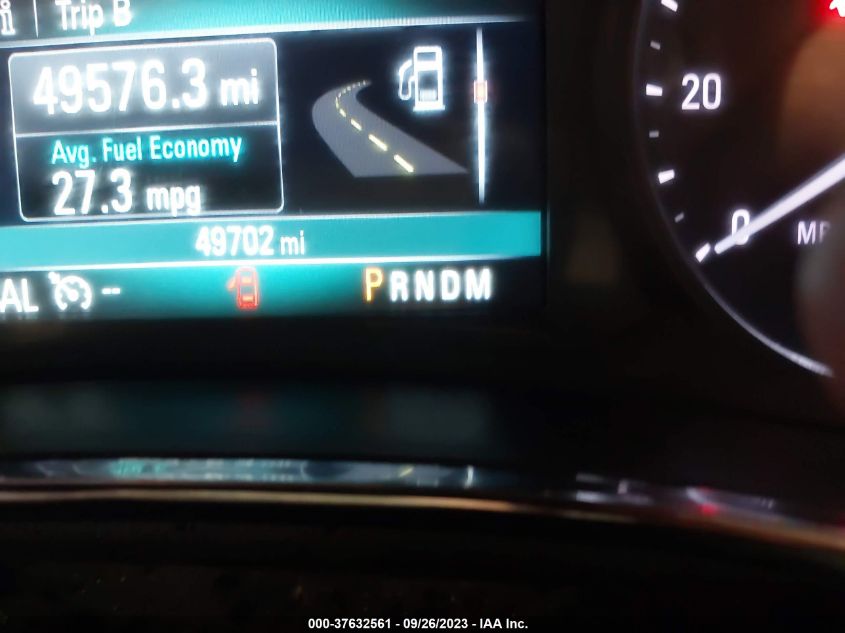 Trip B
49576.3 mi
20
Avg. Fuel Economy
27.3 mpg
0
49702 mi
AL -- PRNDM
000-37632561 - 09/26/2023 - IAA Inc.